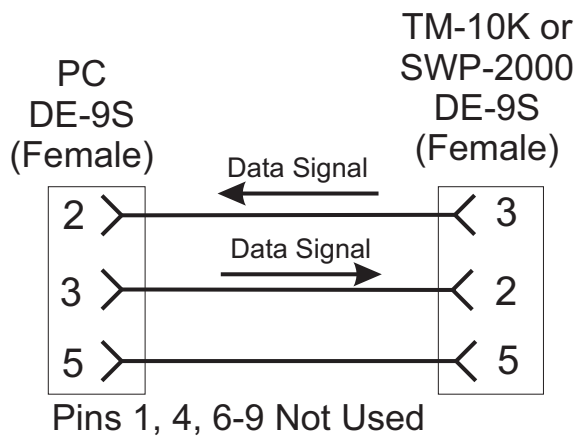 PC
DE-9S
(Female)
TM-10K or
SWP-2000
DE-9S
(Female)
Data Signal
2
3
Data Signal
3
2
5
5
Pins 1, 4, 6-9 Not Used